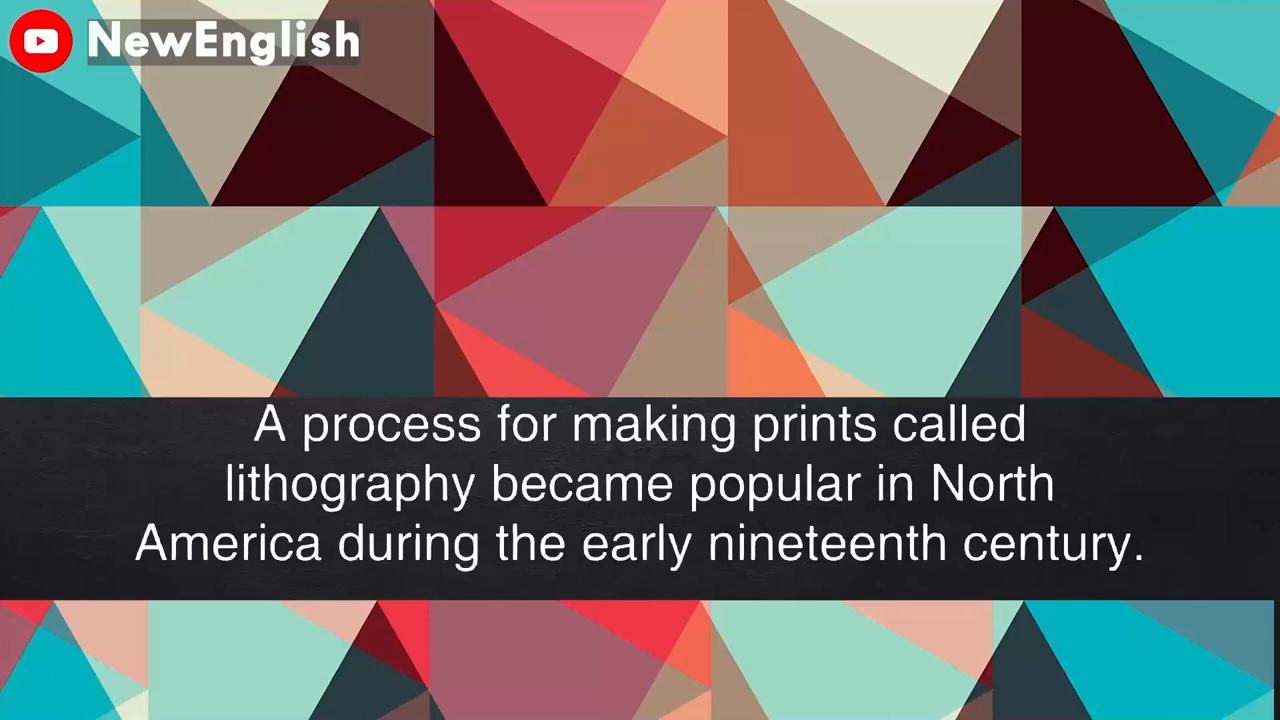 NewEnglish
A process for making prints called
lithography became popular in North
America during the early nineteenth century.